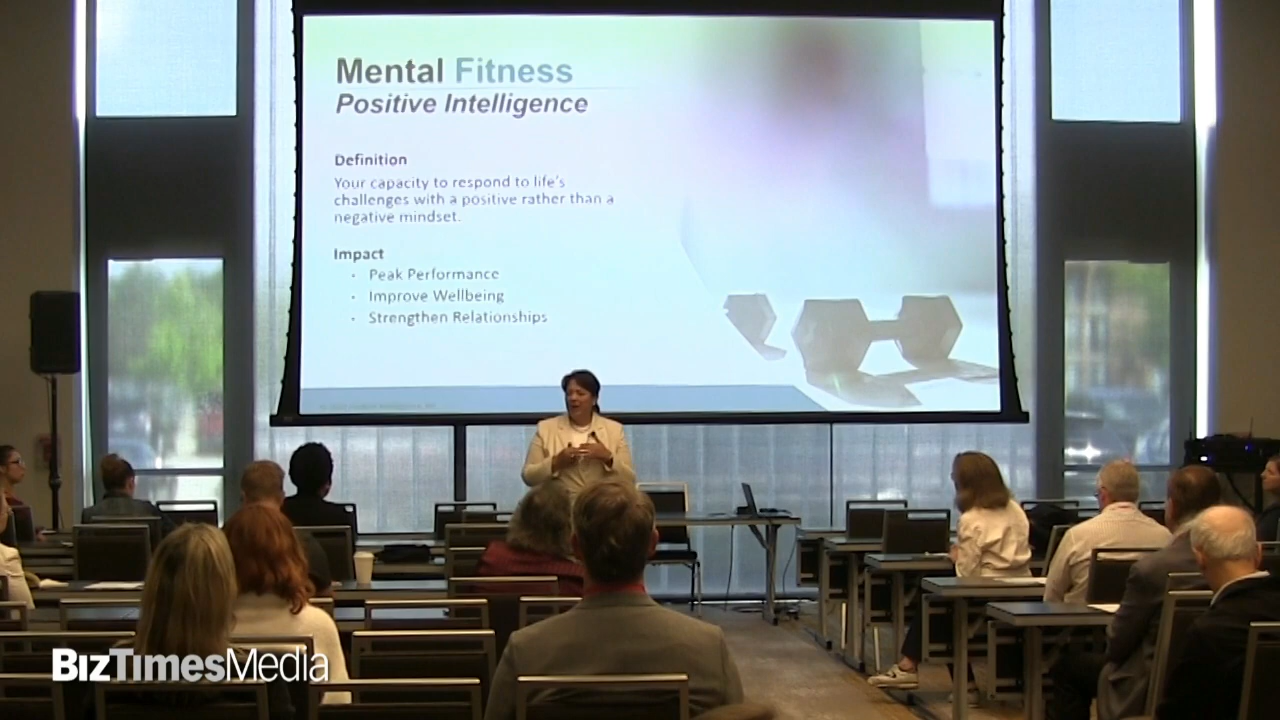 Mental Fitness
Positive Intelligence
Definition
Your capacity to respond to life's
challenges with a positive rather than a
negative mindset.
Impact
- Peak Performance
- Improve Wellbeing
- Strengthen Relationships
BizTimesMedia